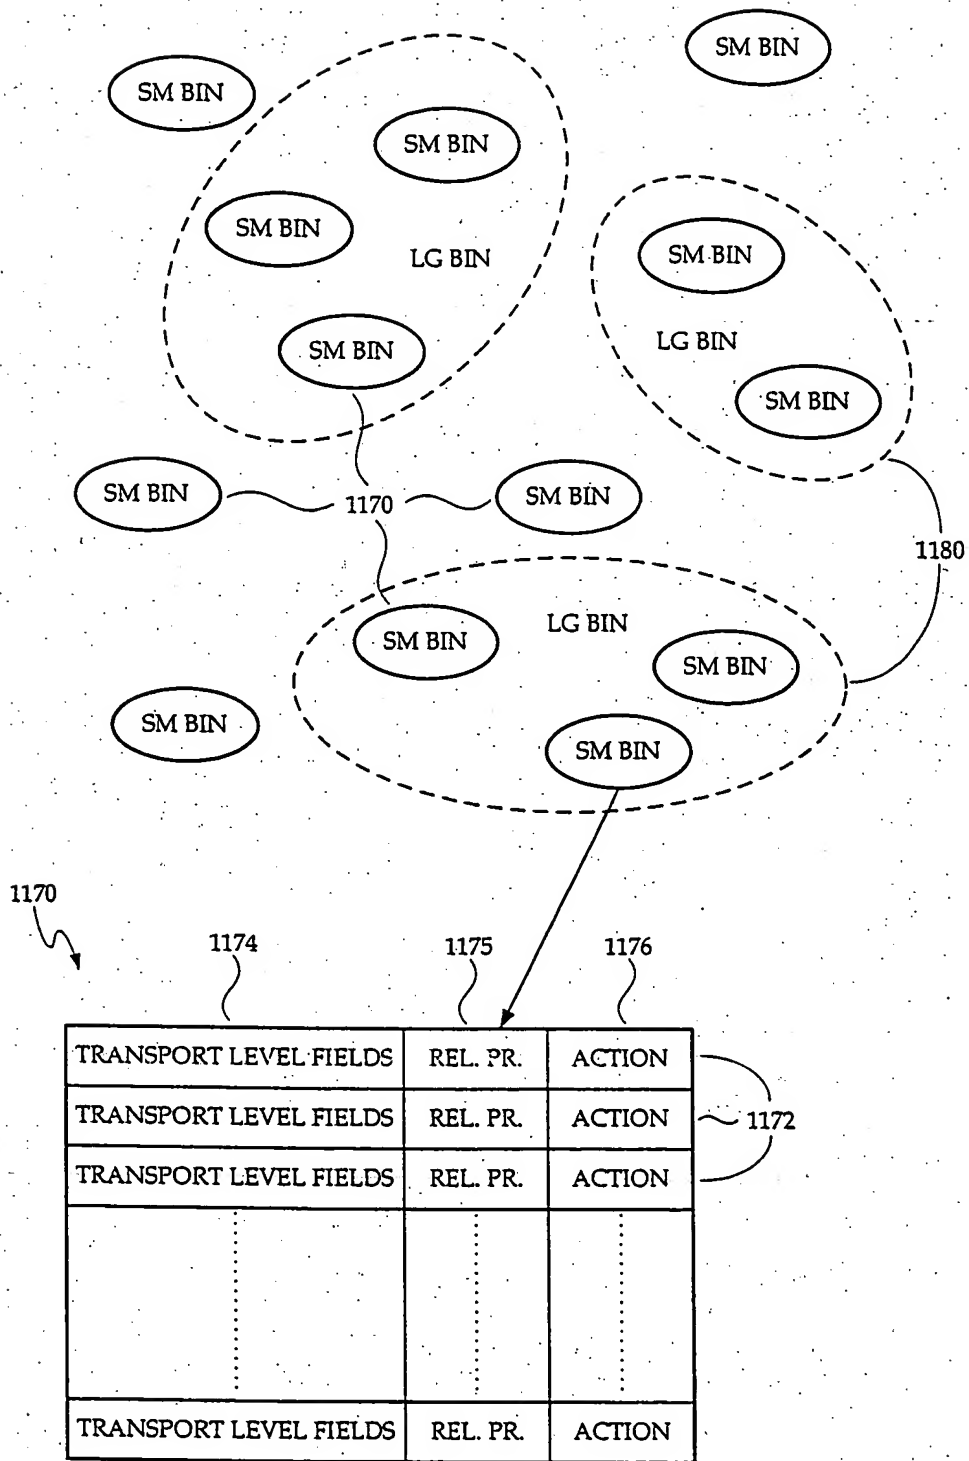 SM BIN
SM BIN
SM BIN
SM BIN
LG BIN
SM BIN
SM BIN
LG BIN
SM BIN
SM BIN
SM BIN
1170
SM BIN
1180
LG BIN
SM BIN
SM BIN
SM BIN
SM BIN
1170
1174
1175
1176
TRANSPORT LEVEL FIELDS REL. PR. ACTION
TRANSPORT LEVEL FIELDS REL. PR. ACTION
1172
TRANSPORT LEVEL FIELDS REL. PR. ACTION
TRANSPORT LEVEL FIELDS REL. PR. ACTION